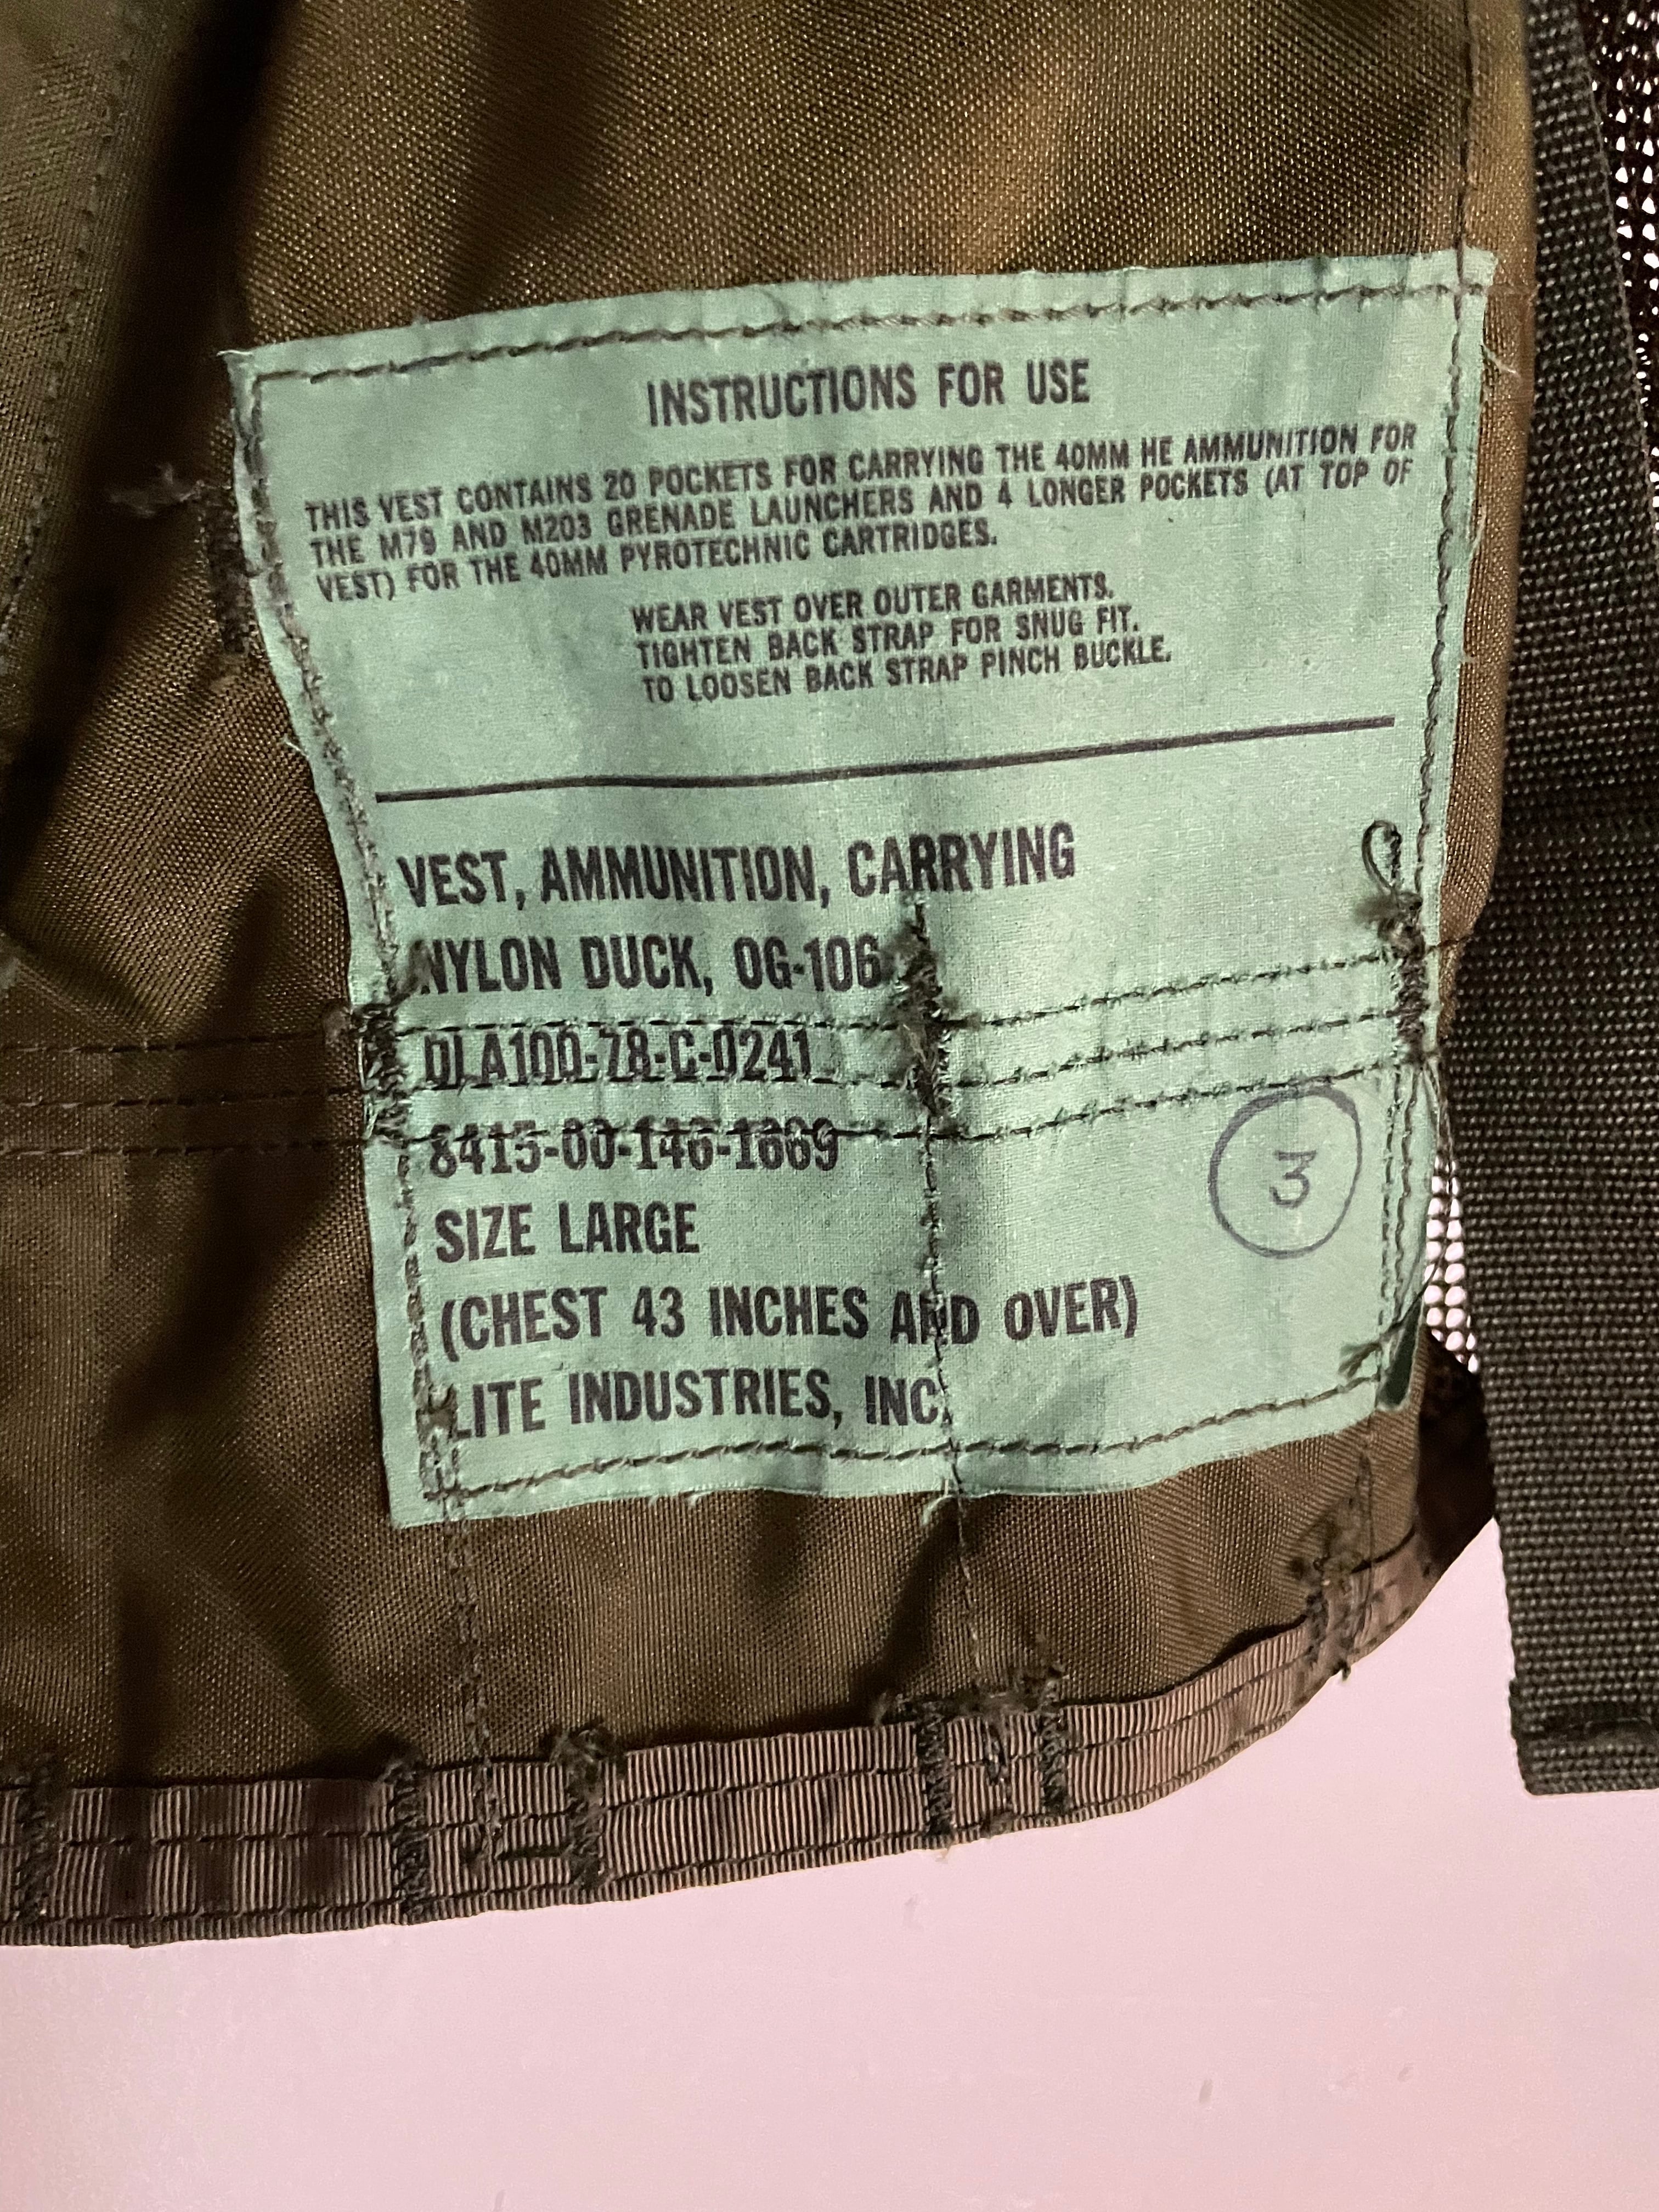 INSTRUCTIONS FOR USE
THIS VEST CONTAINS 20 POCKETS FOR CARRYING THE 40MM HE AMMUNITION FOR
THE M79 AND M203 GRENADE LAUNCHERS AND 4 LONGER POCKETS (AT TOP OF
VEST) FOR THE 40MM PYROTECHNIC CARTRIDGES.
WEAR VEST OVER OUTER GARMENTS.
TIGHTEN BACK STRAP FOR SNUG FIT.
TO LOOSEN BACK STRAP PINCH BUCKLE.
VEST, AMMUNITION, CARRYING
NYLON DUCK, OG-106
DLA100-78-C-0241
8415-00-146-1669
SIZE LARGE
3
(CHEST 43 INCHES AND OVER)
LITE INDUSTRIES, INC.